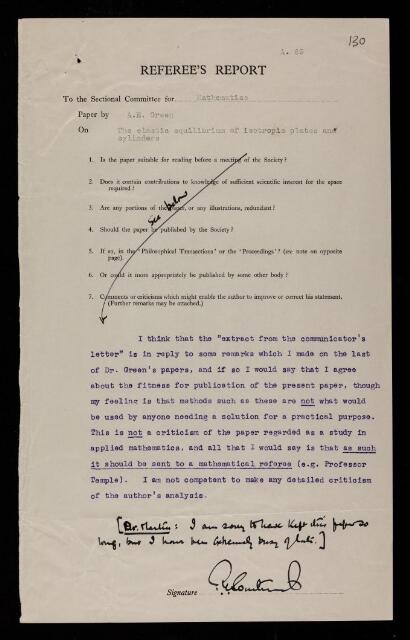 130
A. 85
REFEREE'S REPORT
To the Sectional Committee for Mathematics
Paper by A.E. Green
On The elastic equilibrium of isotropic plates and
cylinders
1. Is the paper suitable for reading before a meeting of the Society?
2. Does it contain contributions to knowledge of sufficient scientific interest for the space
required?
see below
3. Are any portions of the paper, or any illustrations, redundant?
4. Should the paper be published by the Society?
5. If so, in the 'Philosophical Transactions' or the 'Proceedings'? (see note on opposite
page).
6. Or could it more appropriately be published by some other body?
7. Comments or criticisms which might enable the author to improve or correct his statement.
(Further remarks may be attached.)
I think that the "extract from the communicator's
letter" is in reply to some remarks which I made on the last
of Dr. Green's papers, and if so I would say that I agree
about the fitness for publication of the present paper, though
my feeling is that methods such as these are not what would
be used by anyone needing a solution for a practical purpose.
This is not a criticism of the paper regarded as a study in
applied mathematics, and all that I would say is that as such
it should be sent to a mathematical referee (e.g. Professor
Temple). I am not competent to make any detailed criticism
of the author's analysis.
[Dr. Martin: I am sorry to have kept this paper so
long, but I have been extremely busy of late.]
Signature